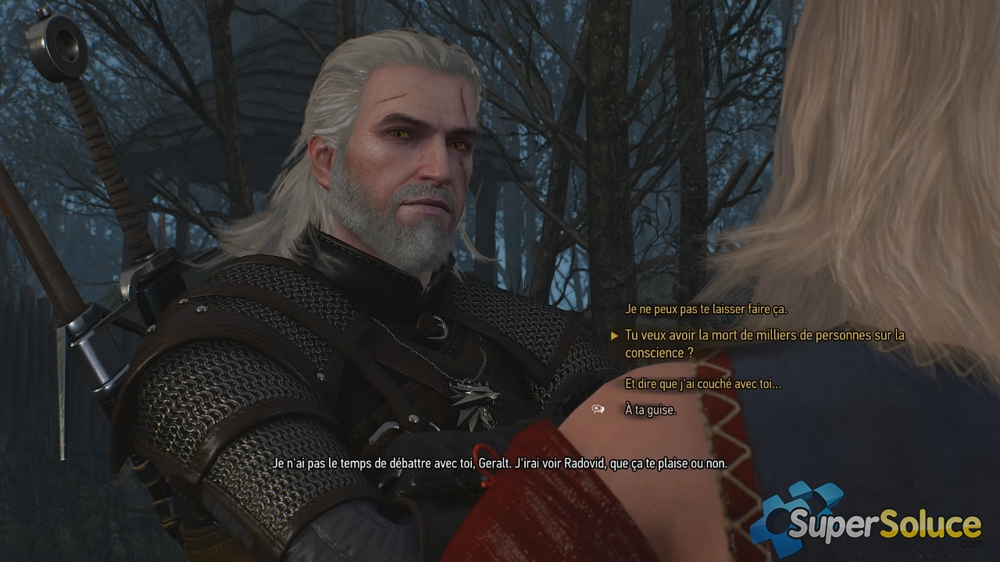 Je ne peux pas te laisser faire ça.
Tu veux avoir la mort de milliers de personnes sur la
conscience ?
Et dire que j'ai couché avec toi...
À ta guise.
Je n'ai pas le temps de débattre avec toi, Geralt. J'irai voir Radovid, que ça te plaise ou non.
SuperSoluce
.com